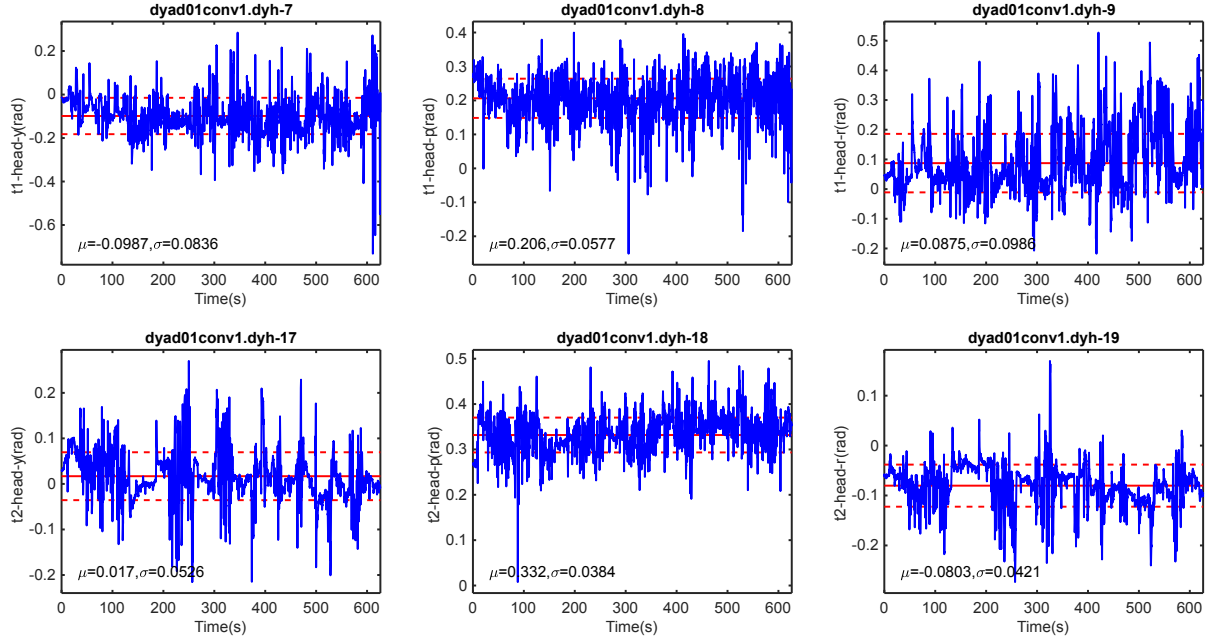 dyad01conv1.dyh-7
t1-head-y(rad)
0.2
0
-0.2
-0.4
-0.6
μ=-0.0987,σ=0.0836
0 100 200 300 400 500 600
Time(s)
dyad01conv1.dyh-8
t1-head-p(rad)
0.4
0.3
0.2
0.1
0
-0.1
-0.2
μ=0.206,σ=0.0577
0 100 200 300 400 500 600
Time(s)
dyad01conv1.dyh-9
t1-head-r(rad)
0.5
0.4
0.3
0.2
0.1
0
-0.1
-0.2
μ=0.0875,σ=0.0986
0 100 200 300 400 500 600
Time(s)
dyad01conv1.dyh-17
t2-head-y(rad)
0.2
0.1
0
-0.1
-0.2
μ=0.017,σ=0.0526
0 100 200 300 400 500 600
Time(s)
dyad01conv1.dyh-18
t2-head-p(rad)
0.5
0.4
0.3
0.2
0.1
0
μ=0.332,σ=0.0384
0 100 200 300 400 500 600
Time(s)
dyad01conv1.dyh-19
t2-head-r(rad)
0.1
0
-0.1
-0.2
μ=-0.0803,σ=0.0421
0 100 200 300 400 500 600
Time(s)